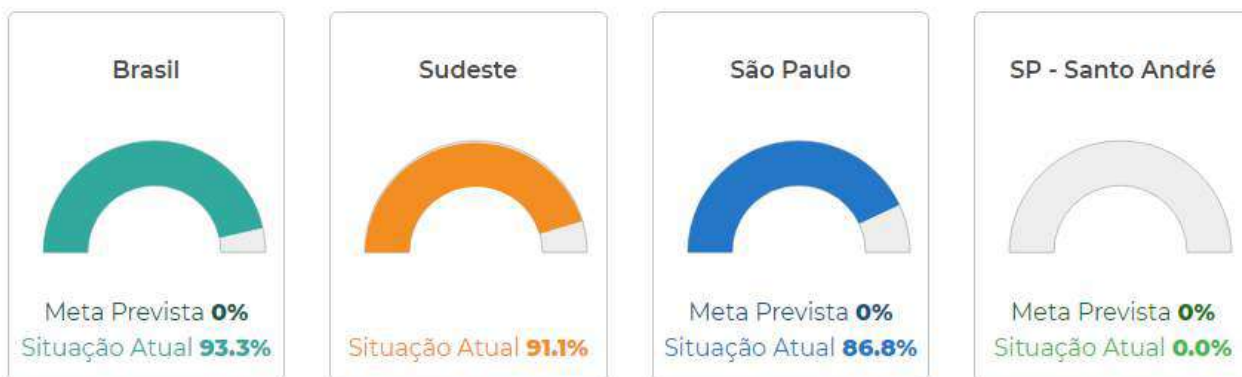 Brasil
Meta Prevista 0%
Situação Atual 93.3%
Sudeste
Situação Atual 91.1%
São Paulo
Meta Prevista 0%
Situação Atual 86.8%
SP - Santo André
Meta Prevista 0%
Situação Atual 0.0%